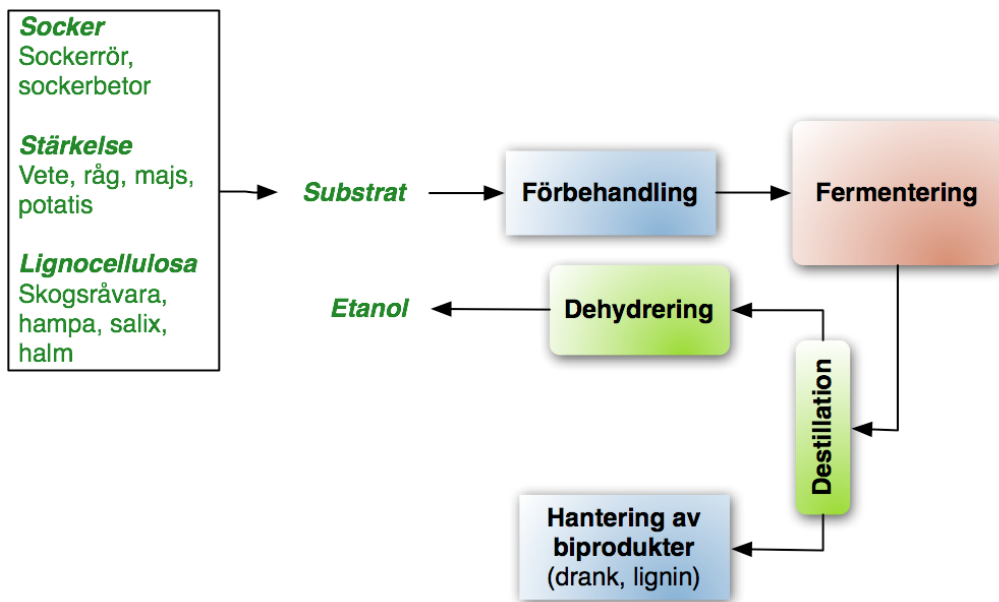 Socker
Sockerrör,
sockerbetor
Stärkelse
Vete, råg, majs,
potatis
Lignocellulosa
Skogsråvara,
hampa, salix,
halm
Substrat
Förbehandling
Fermentering
Etanol
Dehydrering
Destillation
Hantering av
biprodukter
(drank, lignin)